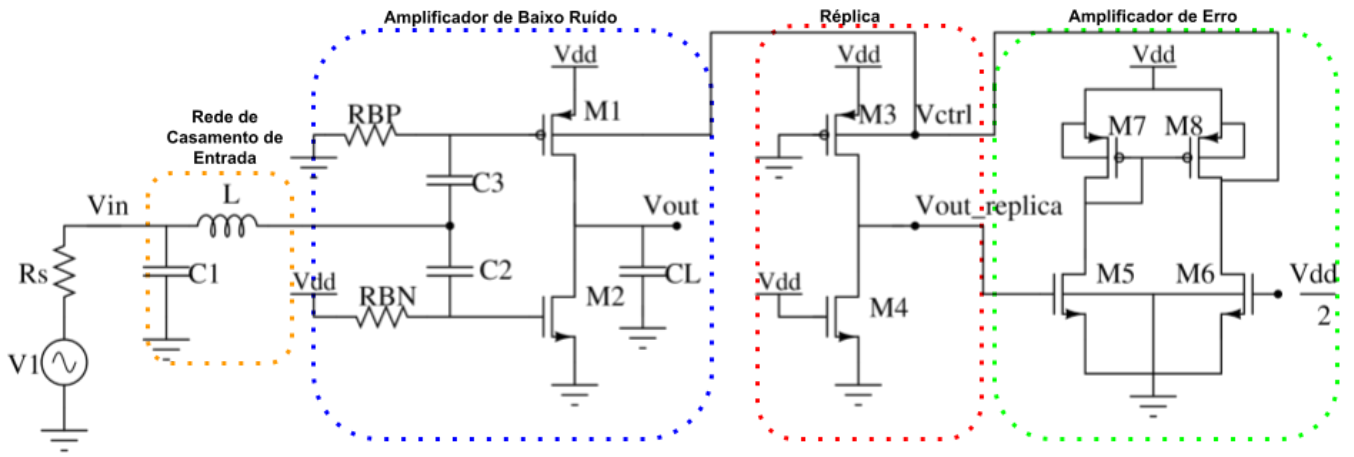 Amplificador de Baixo Ruído
Réplica
Amplificador de Erro
Vdd
Vdd
Vdd
RBP
M1
M3
Vctrl
M7
M8
Rede de
Casamento de
Entrada
C3
Vin
L
Vout
Vout_replica
Rs
C1
Vdd
C2
CL
Vdd
M5
M6
Vdd
2
RBN
M2
M4
V1